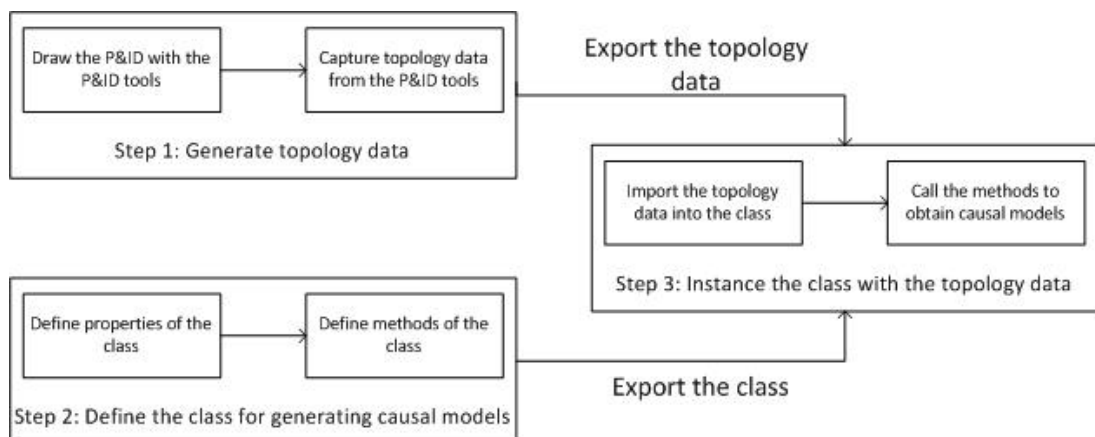 Draw the P&ID with the
P&ID tools
Capture topology data
from the P&ID tools
Step 1: Generate topology data
Export the topology
data
Import the topology
data into the class
Call the methods to
obtain causal models
Step 3: Instance the class with the topology data
Define properties of the
class
Define methods of the
class
Step 2: Define the class for generating causal models
Export the class